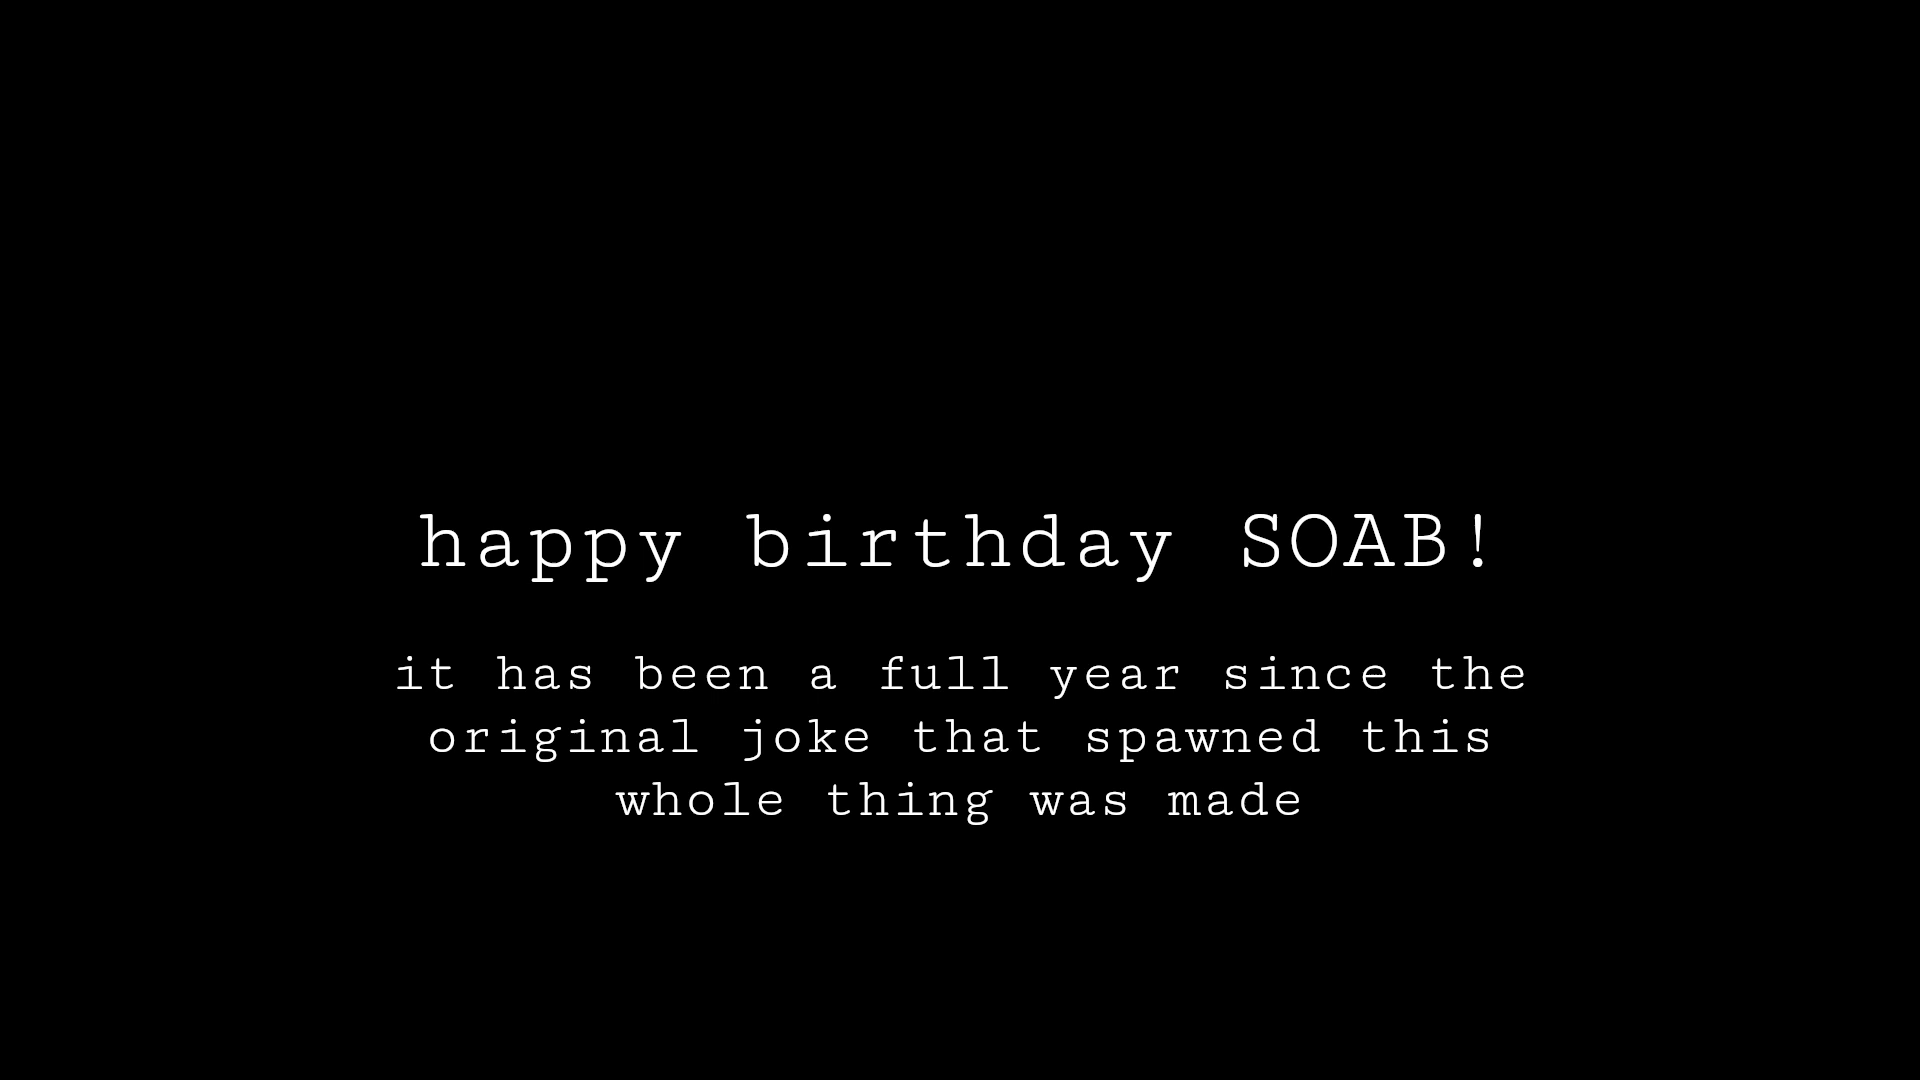 happy birthday SOAB!
it has been a full year since the
original joke that spawned this
whole thing was made